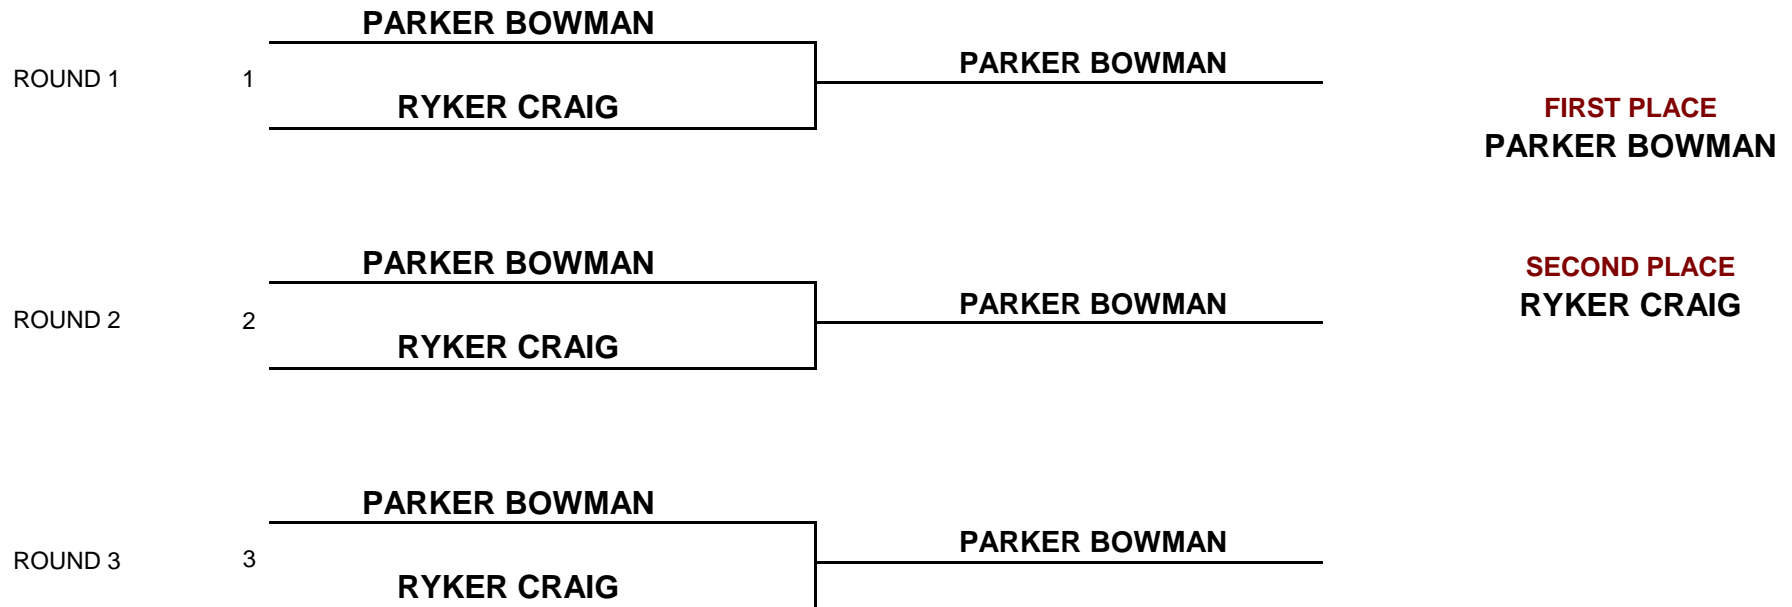 PARKER BOWMAN
ROUND 1
1
PARKER BOWMAN
RYKER CRAIG
FIRST PLACE
PARKER BOWMAN
PARKER BOWMAN
SECOND PLACE
ROUND 2
2
PARKER BOWMAN
RYKER CRAIG
RYKER CRAIG
PARKER BOWMAN
ROUND 3
3
PARKER BOWMAN
RYKER CRAIG